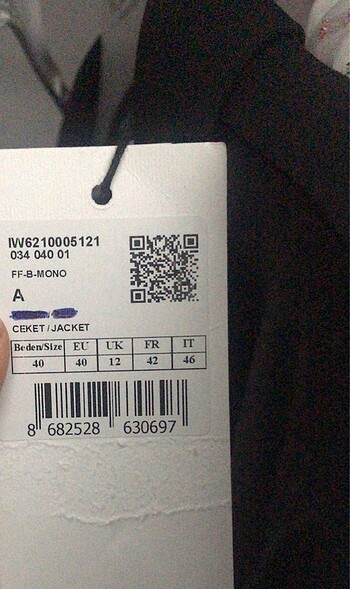 IW6210005121
034 040 01
FF-B-MONO
A
CEKET / JACKET
Beden/Size EU UK FR IT
40 40 12 42 46
8 682528 630697